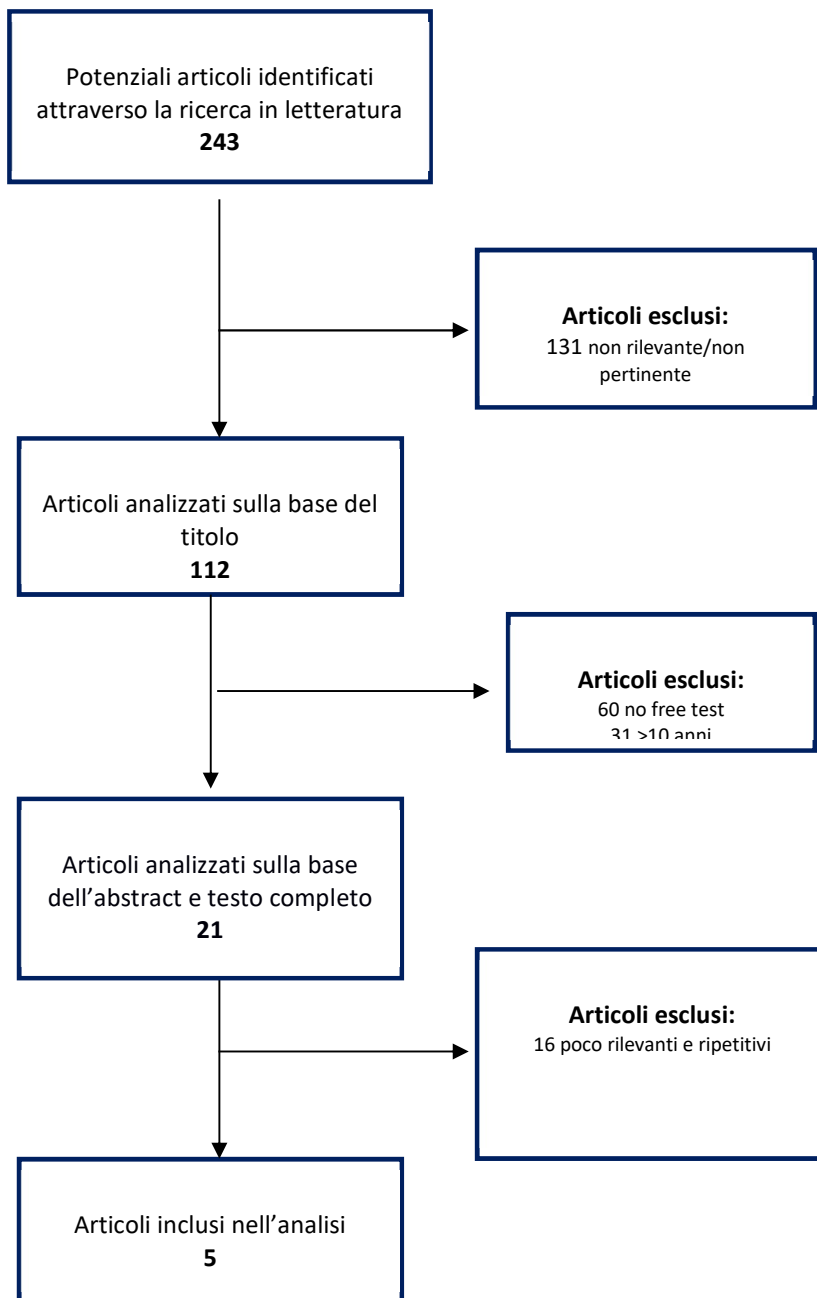 Potenziali articoli identificati
attraverso la ricerca in letteratura
243
Articoli esclusi:
131 non rilevante/non
pertinente
Articoli analizzati sulla base del
titolo
112
Articoli esclusi:
60 no free test
31 >10 anni
Articoli analizzati sulla base
dell’abstract e testo completo
21
Articoli esclusi:
16 poco rilevanti e ripetitivi
Articoli inclusi nell’analisi
5